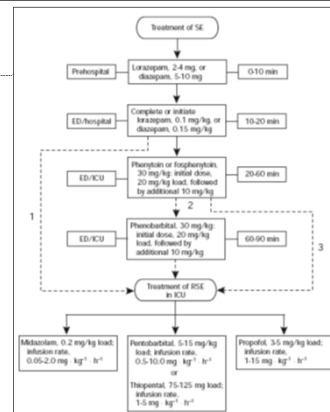 Treatment of SE
Prehospital
Lorazepam, 2-4 mg, or
diazepam, 5-10 mg
0-10 min
ED/hospital
Complete or initiate
lorazepam, 0.1 mg/kg, or
diazepam, 0.15 mg/kg
10-20 min
ED/ICU
Phenytoin or fosphenytoin,
30 mg/kg: initial dose,
20 mg/kg load, followed
by additional 10 mg/kg
20-60 min
1
2
3
ED/ICU
Phenobarbital, 30 mg/kg:
initial dose, 20 mg/kg
load, followed by
additional 10 mg/kg
60-90 min
Treatment of RSE
in ICU
Midazolam, 0.2 mg/kg load;
infusion rate,
0.05-2.0 mg · kg⁻¹ · h⁻¹
Pentobarbital, 5-15 mg/kg
load; infusion rate,
0.5-10.0 mg · kg⁻¹ · h⁻¹
or
Thiopental, 75-125 mg load;
infusion rate,
1-5 mg · kg⁻¹ · h⁻¹
Propofol, 3-5 mg/kg load;
infusion rate,
1-15 mg · kg⁻¹ · h⁻¹